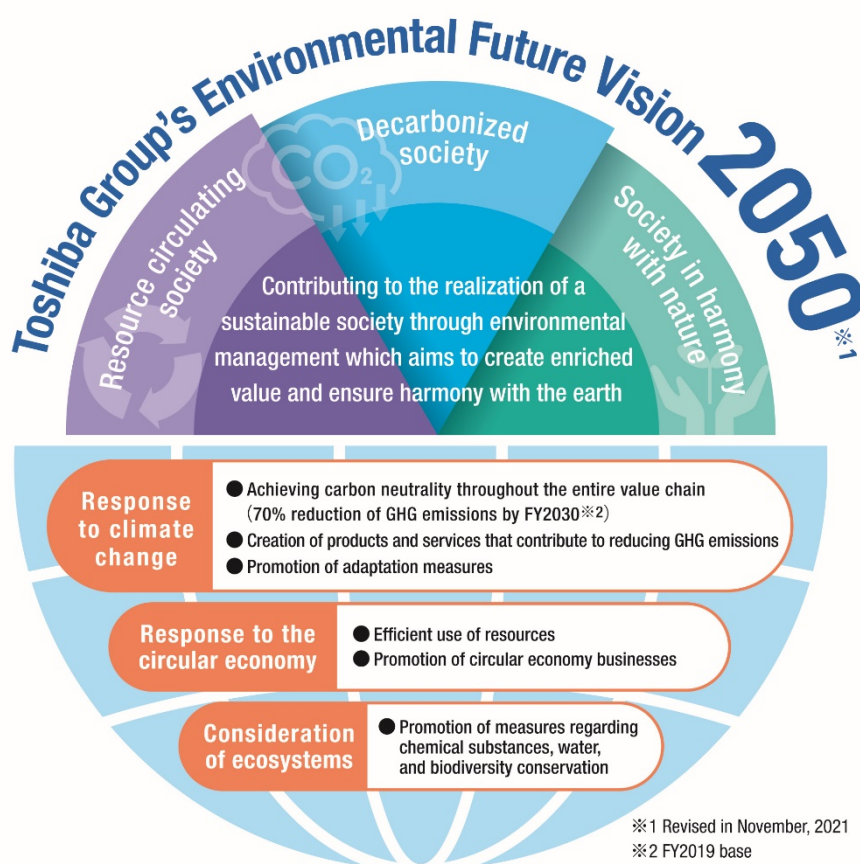 Toshiba Group's Environmental Future Vision 2050※1
Resource circulating
society
CO2
Decarbonized
society
Society in harmony
with nature
Contributing to the realization of a
sustainable society through environmental
management which aims to create enriched
value and ensure harmony with the earth
Response
to climate
change
● Achieving carbon neutrality throughout the entire value chain
(70% reduction of GHG emissions by FY2030※2)
● Creation of products and services that contribute to reducing GHG emissions
● Promotion of adaptation measures
Response to the
circular economy
● Efficient use of resources
● Promotion of circular economy businesses
Consideration
of ecosystems
● Promotion of measures regarding
chemical substances, water,
and biodiversity conservation
※1 Revised in November, 2021
※2 FY2019 base